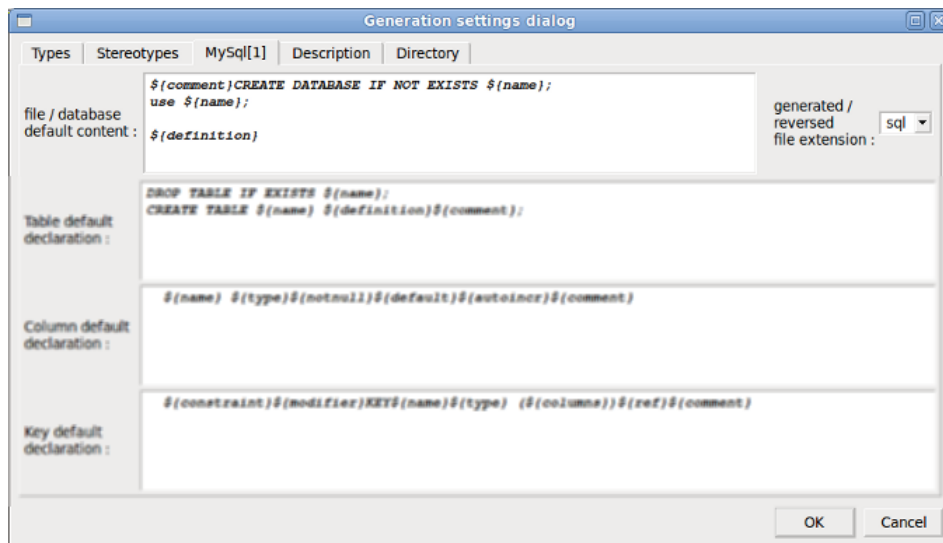 Generation settings dialog
Types Stereotypes MySql[1] Description Directory
file / database
default content :
${comment}CREATE DATABASE IF NOT EXISTS ${name};
use ${name};
${definition}
generated /
reversed
file extension :
sql
Table default
declaration :
DROP TABLE IF EXISTS ${name};
CREATE TABLE ${name} ${definition}${comment};
Column default
declaration :
${name} ${type}${notnull}${default}${autoincr}${comment}
Key default
declaration :
${constraint}${modifier}KEY${name}${type} (${columns})${ref}${comment}
OK Cancel